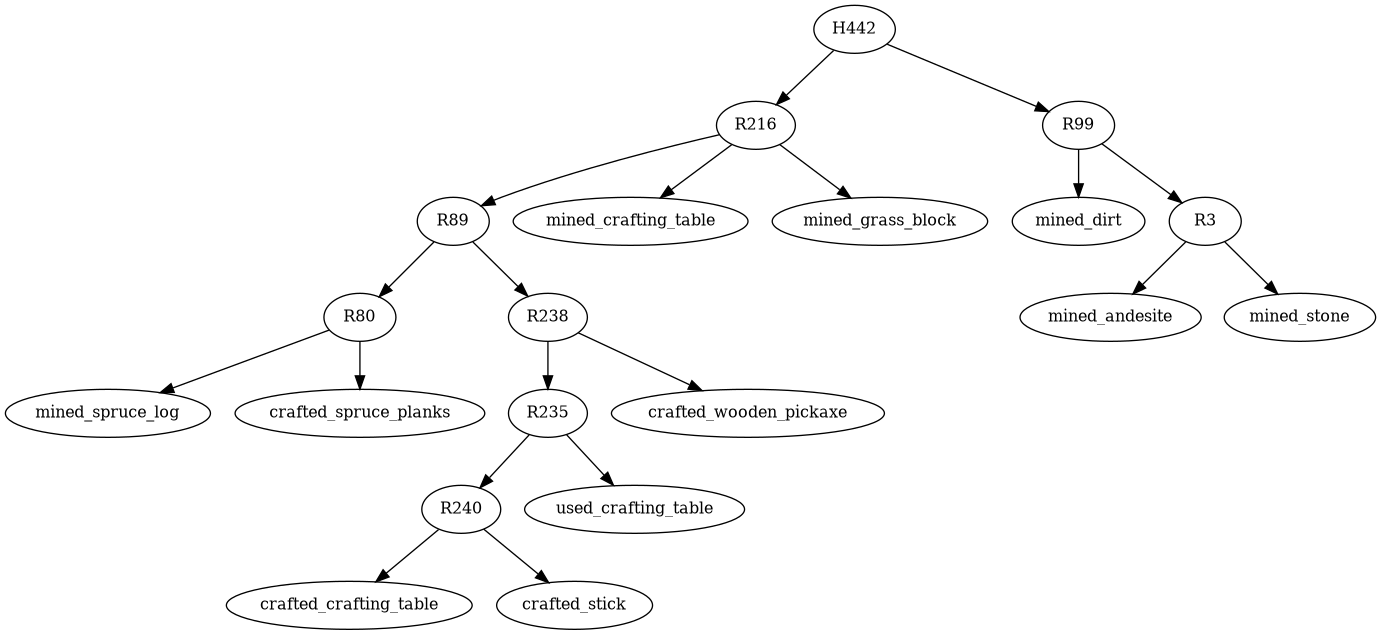 H442
R216
R99
R89
mined_crafting_table
mined_grass_block
mined_dirt
R3
R80
R238
mined_andesite
mined_stone
mined_spruce_log
crafted_spruce_planks
R235
crafted_wooden_pickaxe
R240
used_crafting_table
crafted_crafting_table
crafted_stick